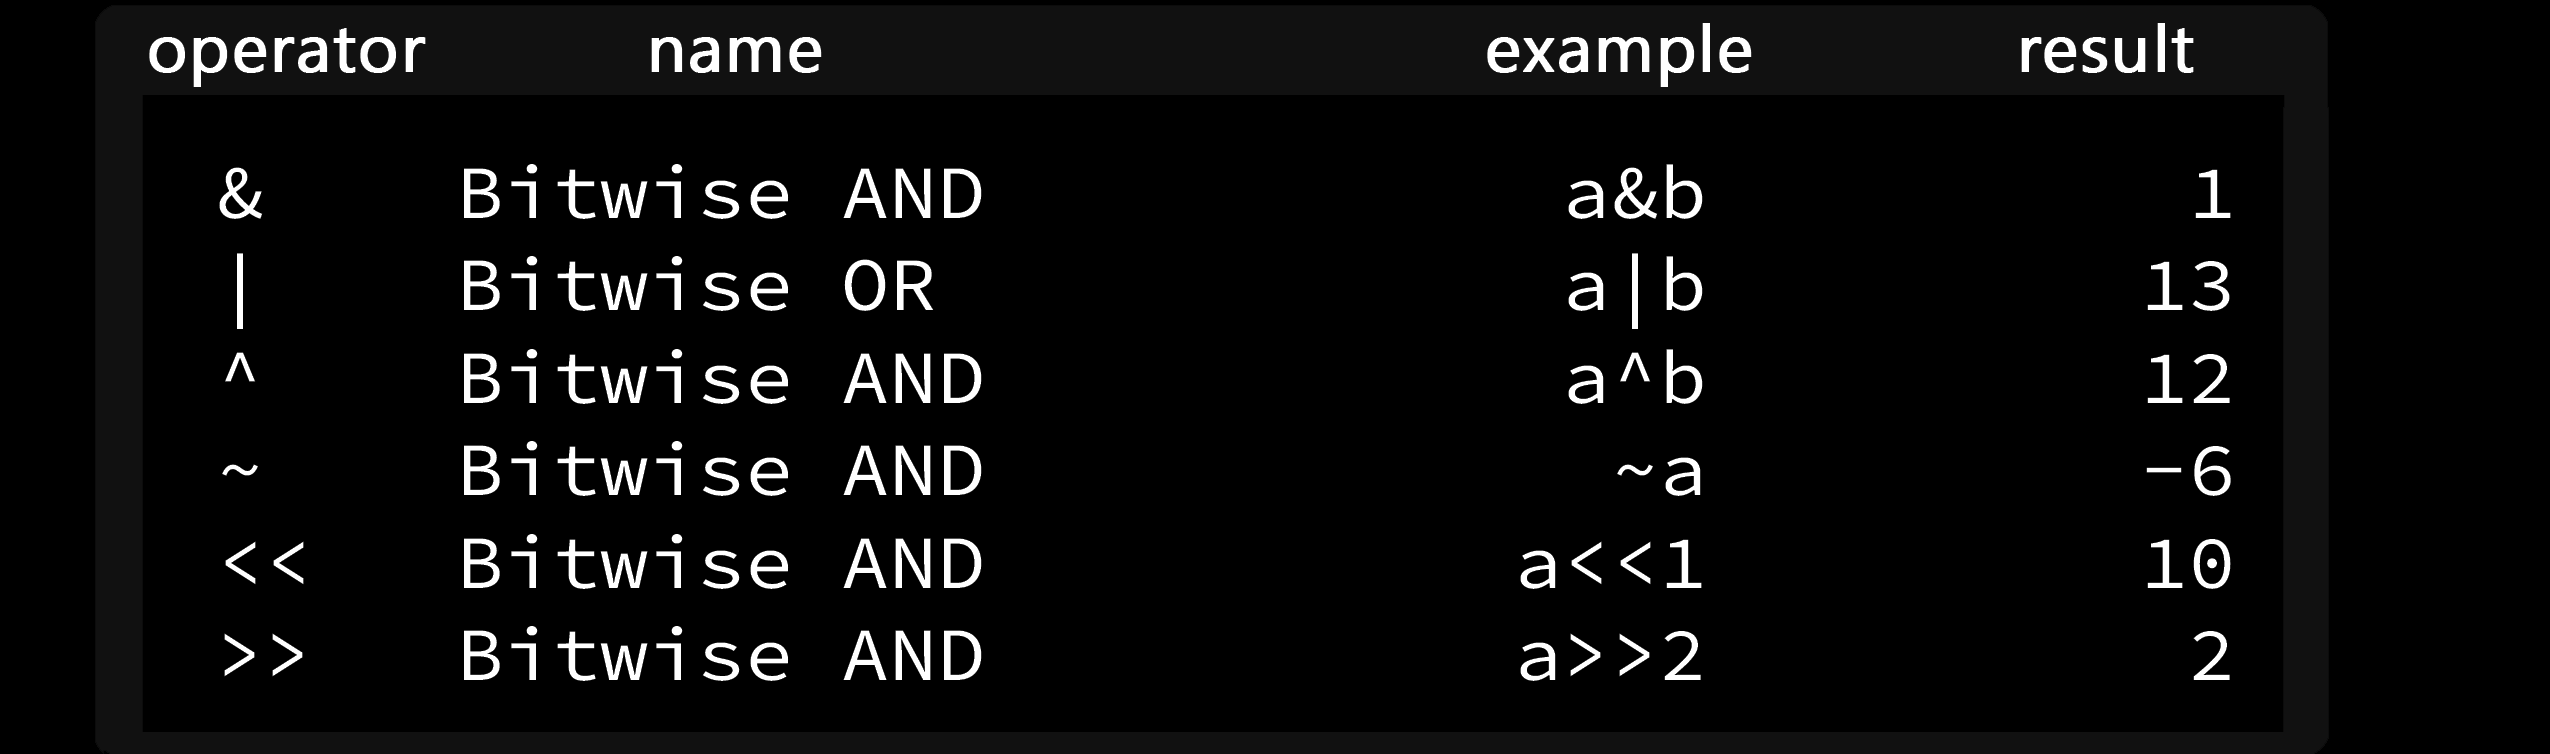 operator name example result
& Bitwise AND a&b 1
| Bitwise OR a|b 13
^ Bitwise AND a^b 12
~ Bitwise AND ~a -6
<< Bitwise AND a<<1 10
>> Bitwise AND a>>2 2